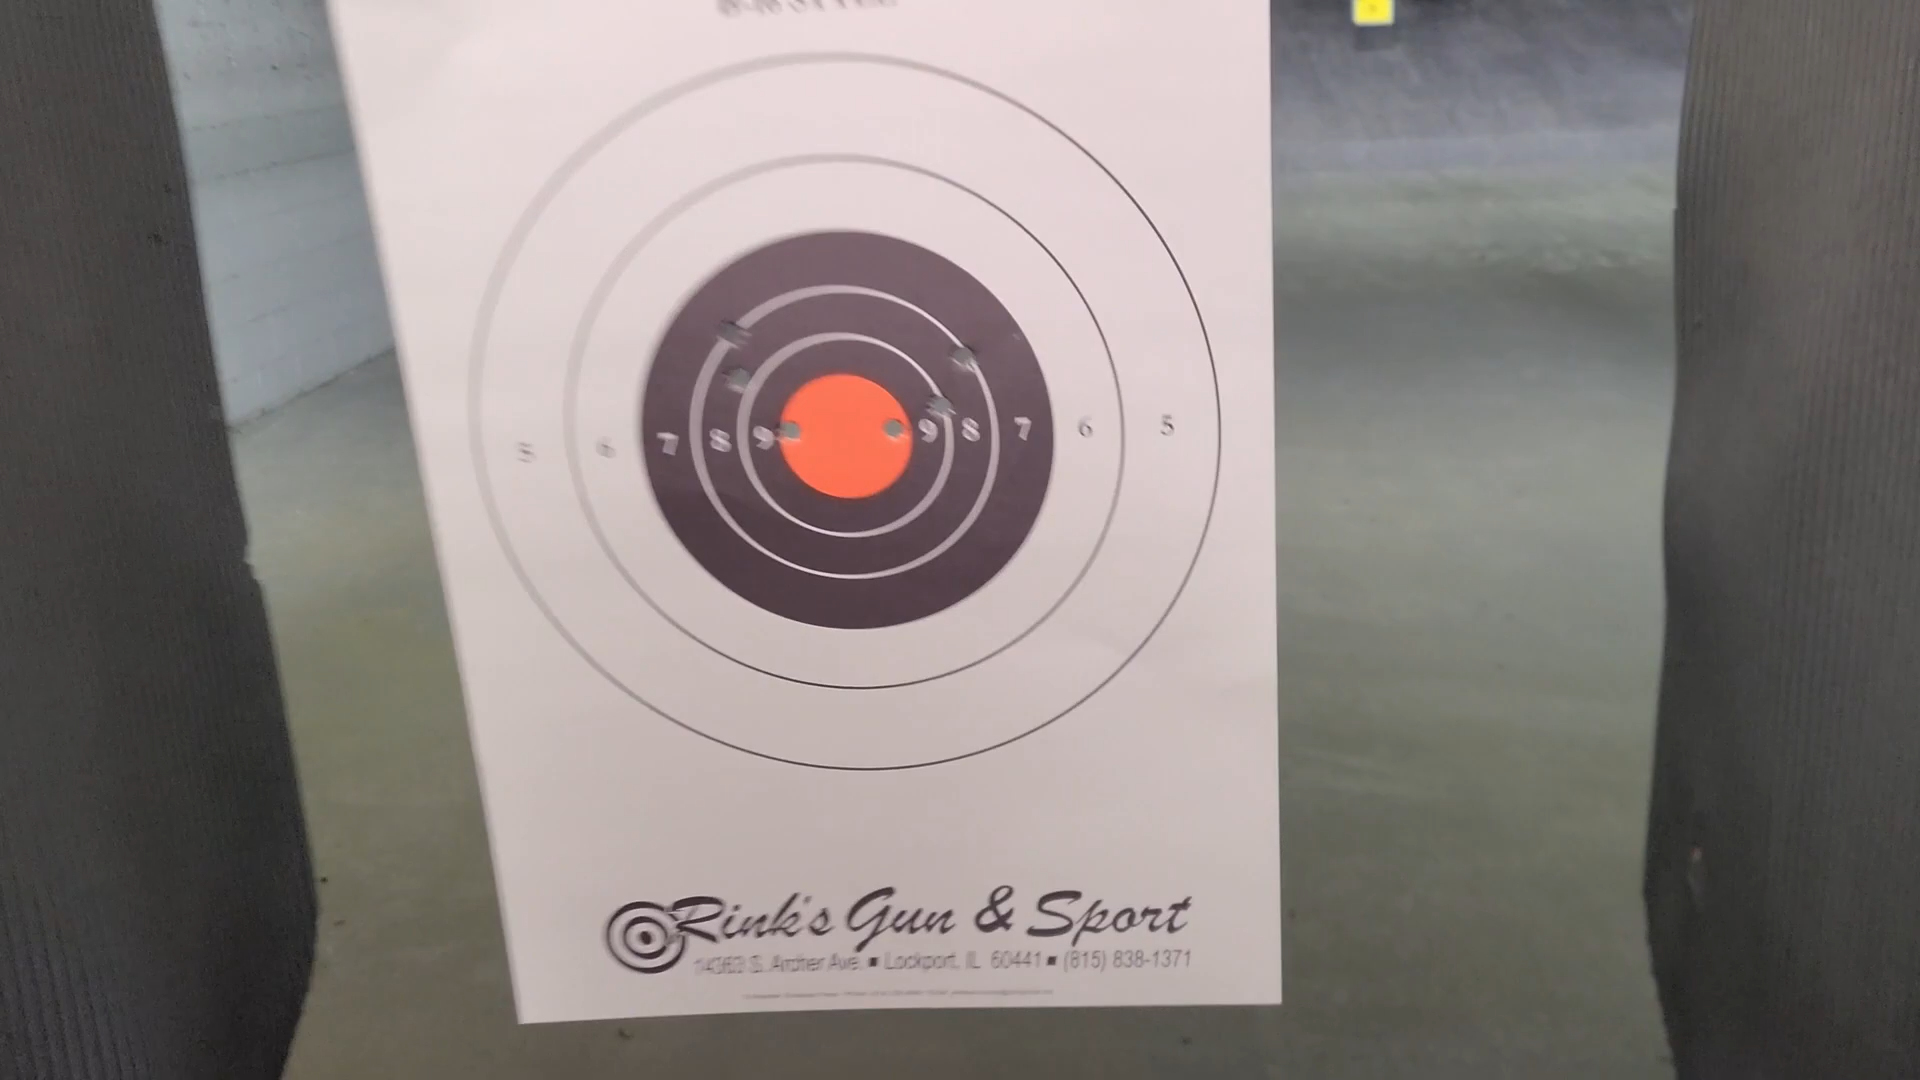 5 6 7 8 9 9 8 7 6 5
Rink's Gun & Sport
S. Archer Ave. ▪ Lockport, IL 60441 ▪ (815) 838-1371